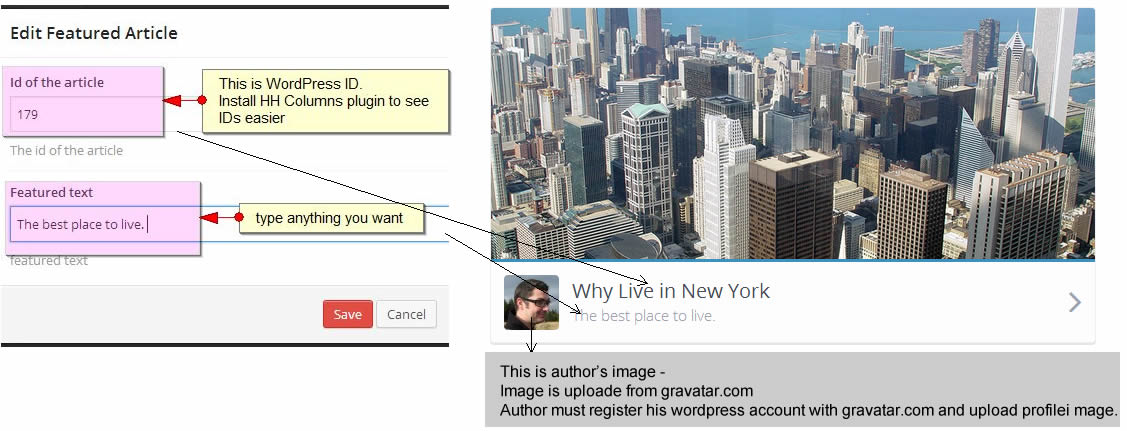 Edit Featured Article
Id of the article
179
The id of the article
This is WordPress ID.
Install HH Columns plugin to see
IDs easier
Featured text
The best place to live.
featured text
type anything you want
Save
Cancel
Why Live in New York
The best place to live.
This is author's image -
Image is uploade from gravatar.com
Author must register his wordpress account with gravatar.com and upload profilei mage.